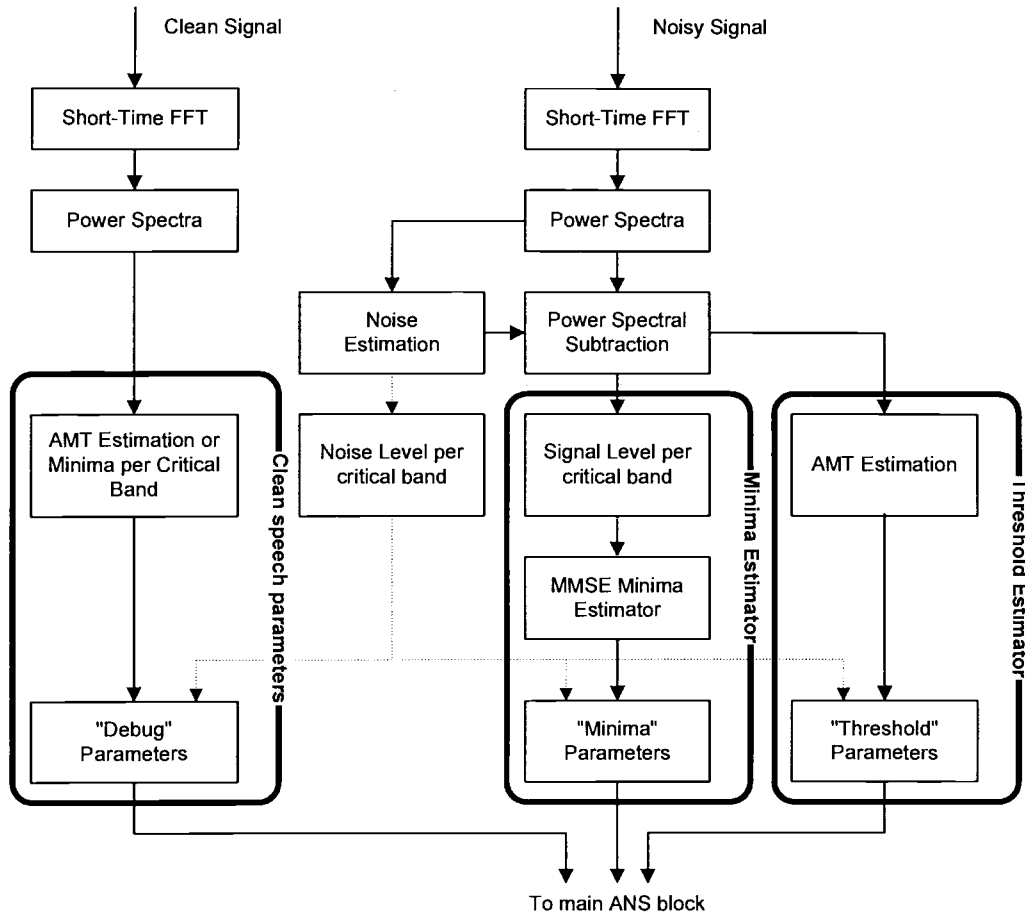 Clean Signal
Noisy Signal
Short-Time FFT
Short-Time FFT
Power Spectra
Power Spectra
Noise
Estimation
Power Spectral
Subtraction
AMT Estimation or
Minima per Critical
Band
Noise Level per
critical band
Signal Level per
critical band
AMT Estimation
Clean speech parameters
Minima Estimator
Threshold Estimator
MMSE Minima
Estimator
"Debug"
Parameters
"Minima"
Parameters
"Threshold"
Parameters
To main ANS block